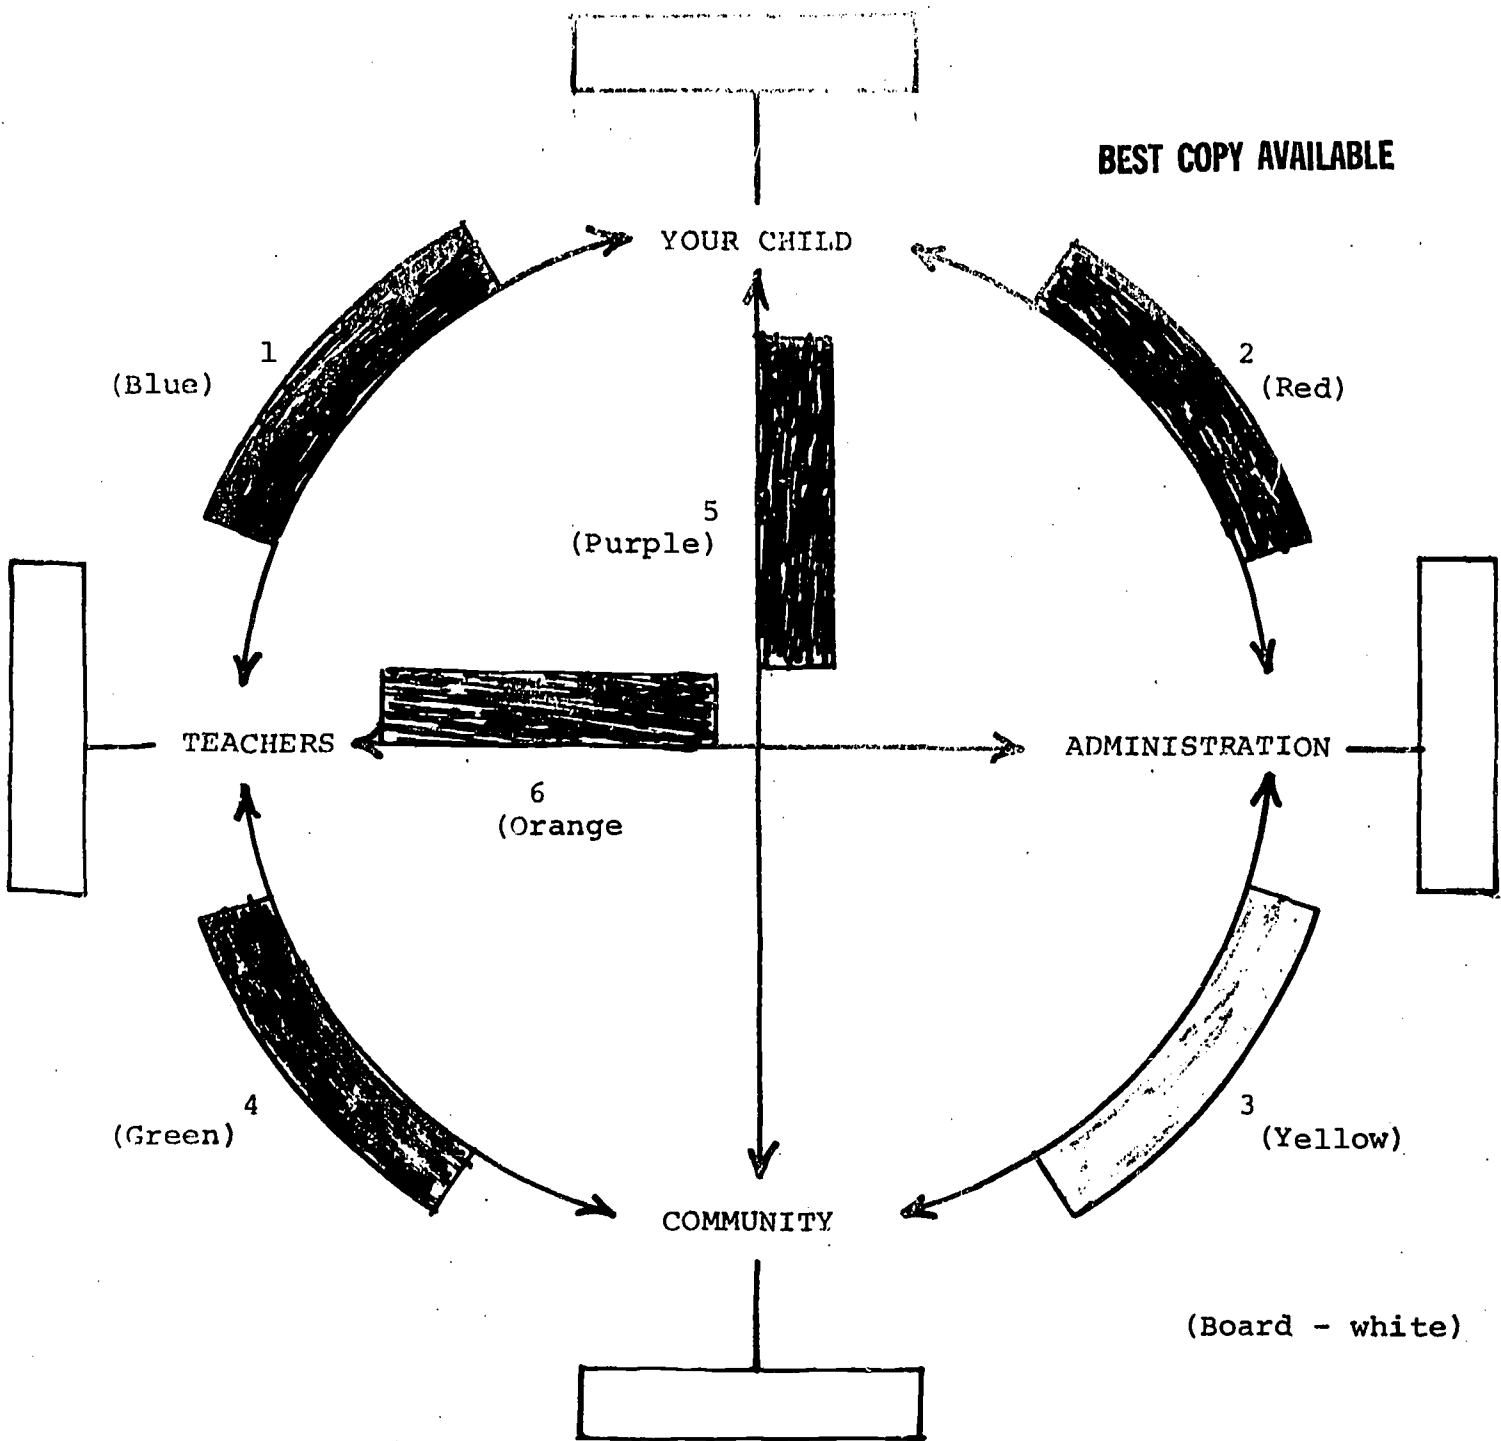 BEST COPY AVAILABLE
YOUR CHILD
1
(Blue)
2
(Red)
5
(Purple)
TEACHERS
ADMINISTRATION
6
(Orange
4
(Green)
3
(Yellow)
COMMUNITY
(Board - white)